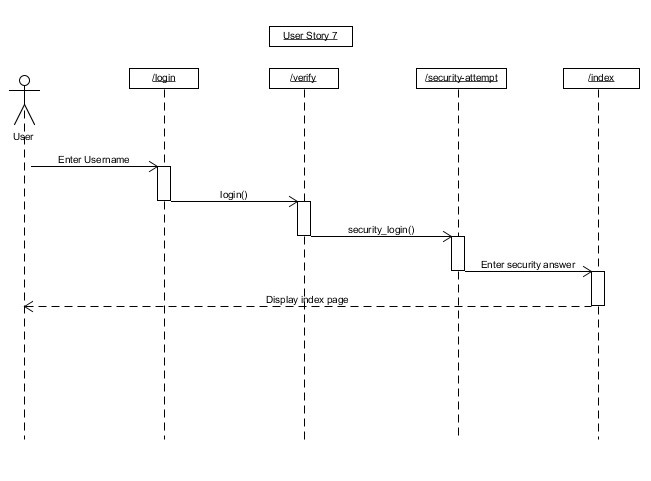 User Story 7
/login
/verify
/security-attempt
/index
User
Enter Username
login()
security_login()
Enter security answer
Display index page